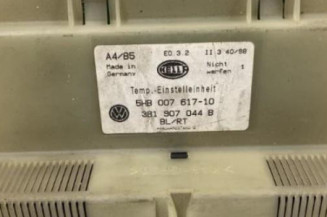 A4/B5 EO 3.2 11.3 40/98
Made in Germany Nicht werfen
HELLA
Temp.-Einstelleinheit
5HB 007 617-10
3B1 907 044 B
BL/RT